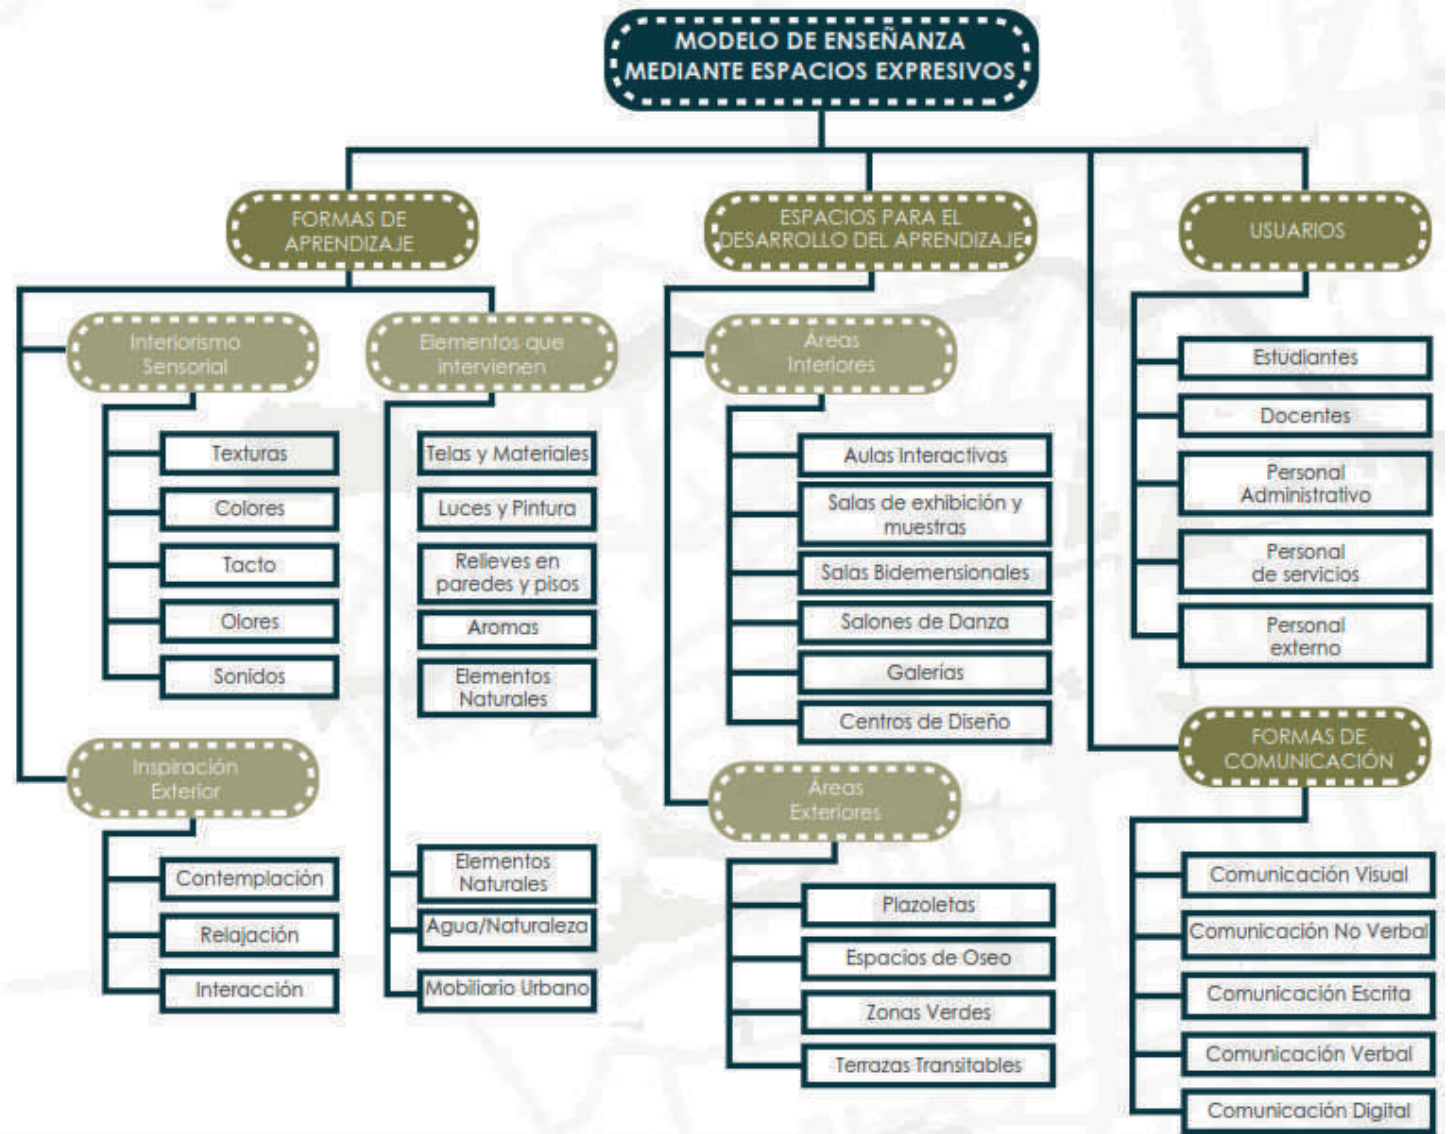 MODELO DE ENSEÑANZA
MEDIANTE ESPACIOS EXPRESIVOS
FORMAS DE
APRENDIZAJE
Interiorismo
Sensorial
Texturas
Colores
Tacto
Olores
Sonidos
Inspiración
Exterior
Contemplación
Relajación
Interacción
Elementos que
intervienen
Telas y Materiales
Luces y Pintura
Relieves en
paredes y pisos
Aromas
Elementos
Naturales
Elementos
Naturales
Agua/Naturaleza
Mobiliario Urbano
ESPACIOS PARA EL
DESARROLLO DEL APRENDIZAJE
Áreas
Interiores
Aulas Interactivas
Salas de exhibición y
muestras
Salas Bidemensionales
Salones de Danza
Galerías
Centros de Diseño
Áreas
Exteriores
Plazoletas
Espacios de Oseo
Zonas Verdes
Terrazas Transitables
USUARIOS
Estudiantes
Docentes
Personal
Administrativo
Personal
de servicios
Personal
externo
FORMAS DE
COMUNICACIÓN
Comunicación Visual
Comunicación No Verbal
Comunicación Escrita
Comunicación Verbal
Comunicación Digital